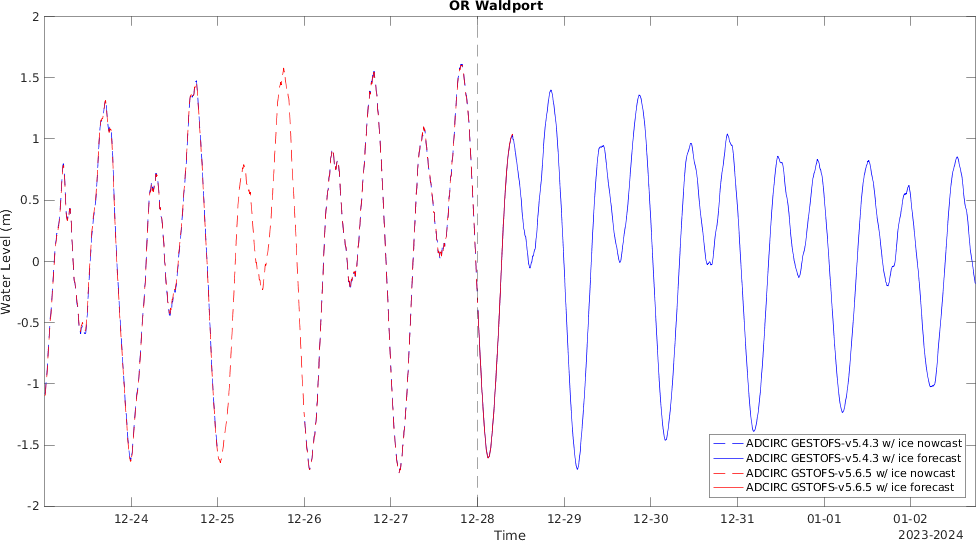 OR Waldport
2
1.5
1
0.5
0
-0.5
-1
-1.5
-2
Water Level (m)
ADCIRC GESTOFS-v5.4.3 w/ ice nowcast
ADCIRC GESTOFS-v5.4.3 w/ ice forecast
ADCIRC GSTOFS-v5.6.5 w/ ice nowcast
ADCIRC GSTOFS-v5.6.5 w/ ice forecast
12-24 12-25 12-26 12-27 12-28 12-29 12-30 12-31 01-01 01-02
Time
2023-2024